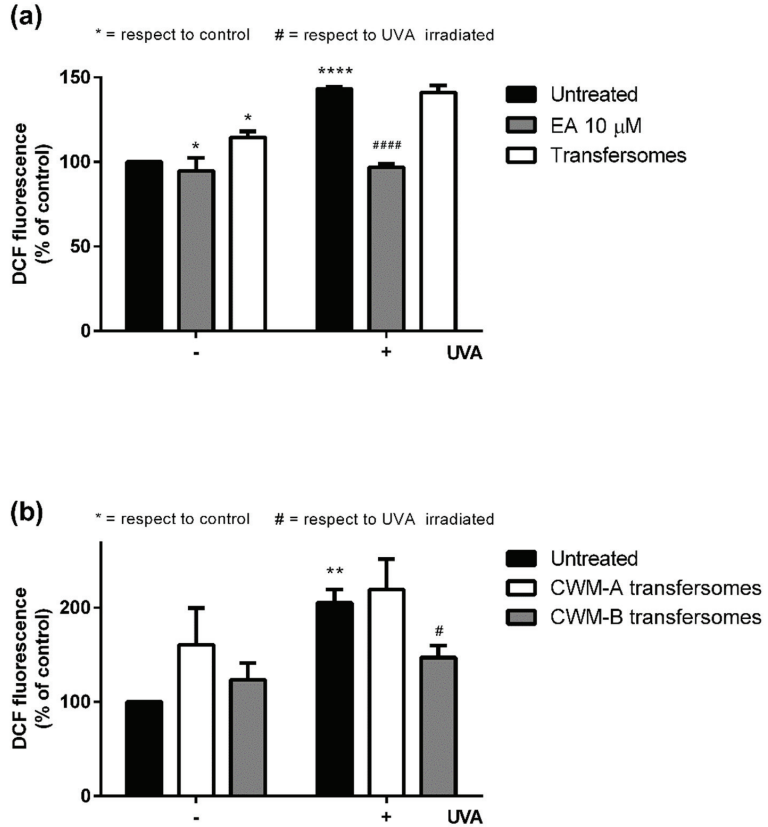 (a)
* = respect to control # = respect to UVA irradiated
DCF fluorescence
(% of control)
150
100
50
0
*
*
****
####
- + UVA
Untreated
EA 10 μM
Transfersomes
(b)
* = respect to control # = respect to UVA irradiated
DCF fluorescence
(% of control)
200
100
0
**
#
- + UVA
Untreated
CWM-A transfersomes
CWM-B transfersomes